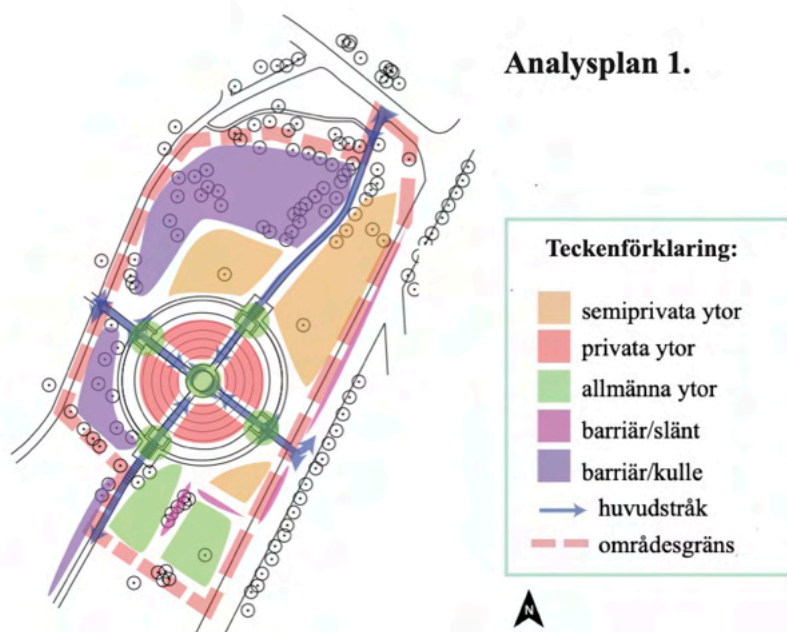 Analysplan 1.
Teckenförklaring:
semiprivata ytor
privata ytor
allmänna ytor
barriär/slänt
barriär/kulle
huvudstråk
områdesgräns
N